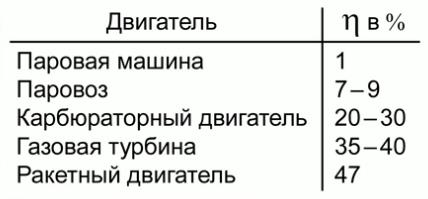 Двигатель η в %
Паровая машина 1
Паровоз 7–9
Карбюраторный двигатель 20–30
Газовая турбина 35–40
Ракетный двигатель 47